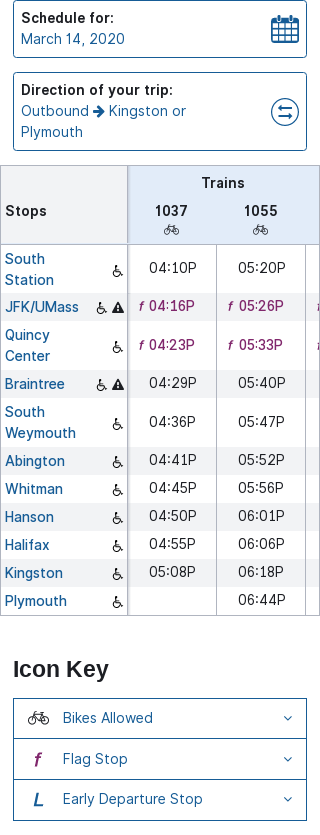 Schedule for:
March 14, 2020
Direction of your trip:
Outbound → Kingston or
Plymouth
Trains
Stops 1037 1055
South
Station 04:10P 05:20P
JFK/UMass f 04:16P f 05:26P
Quincy
Center f 04:23P f 05:33P
Braintree 04:29P 05:40P
South
Weymouth 04:36P 05:47P
Abington 04:41P 05:52P
Whitman 04:45P 05:56P
Hanson 04:50P 06:01P
Halifax 04:55P 06:06P
Kingston 05:08P 06:18P
Plymouth 06:44P
Icon Key
Bikes Allowed
f Flag Stop
L Early Departure Stop